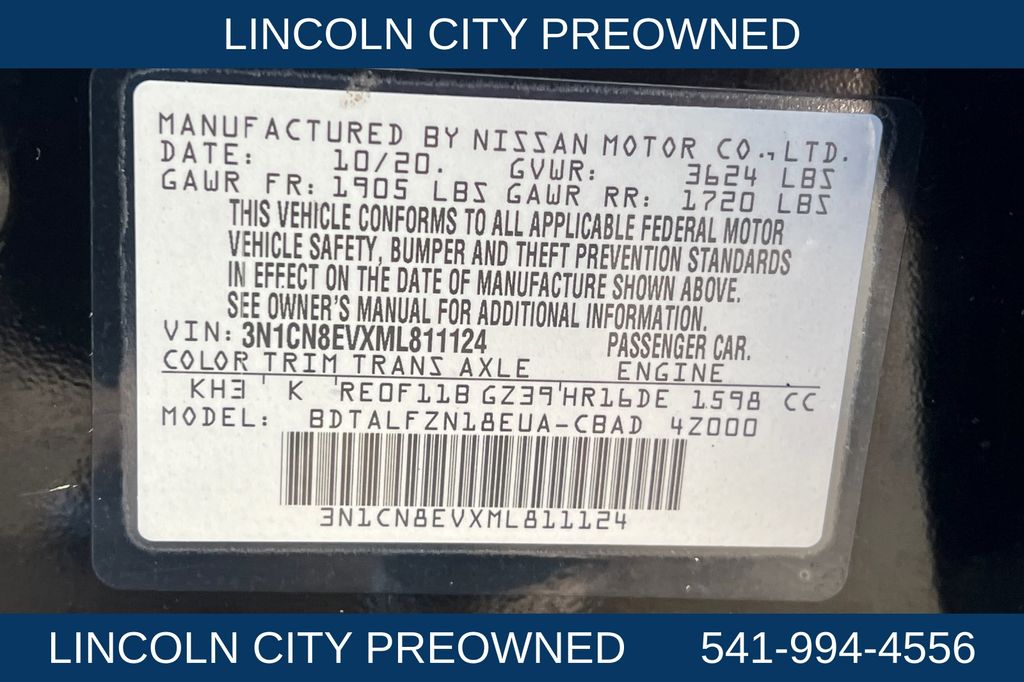 LINCOLN CITY PREOWNED
MANUFACTURED BY NISSAN MOTOR CO.,LTD.
DATE: 10/20. GVWR: 3624 LBS
GAWR FR: 1905 LBS GAWR RR: 1720 LBS
THIS VEHICLE CONFORMS TO ALL APPLICABLE FEDERAL MOTOR
VEHICLE SAFETY, BUMPER AND THEFT PREVENTION STANDARDS
IN EFFECT ON THE DATE OF MANUFACTURE SHOWN ABOVE.
SEE OWNER'S MANUAL FOR ADDITIONAL INFORMATION.
VIN: 3N1CN8EVXML811124 PASSENGER CAR.
COLOR TRIM TRANS AXLE ENGINE
KH3 K RE0F11B GZ39 HR16DE 1598 CC
MODEL: BDTALFZN18EUA-CBAD 4Z000
3N1CN8EVXML811124
LINCOLN CITY PREOWNED 541-994-4556